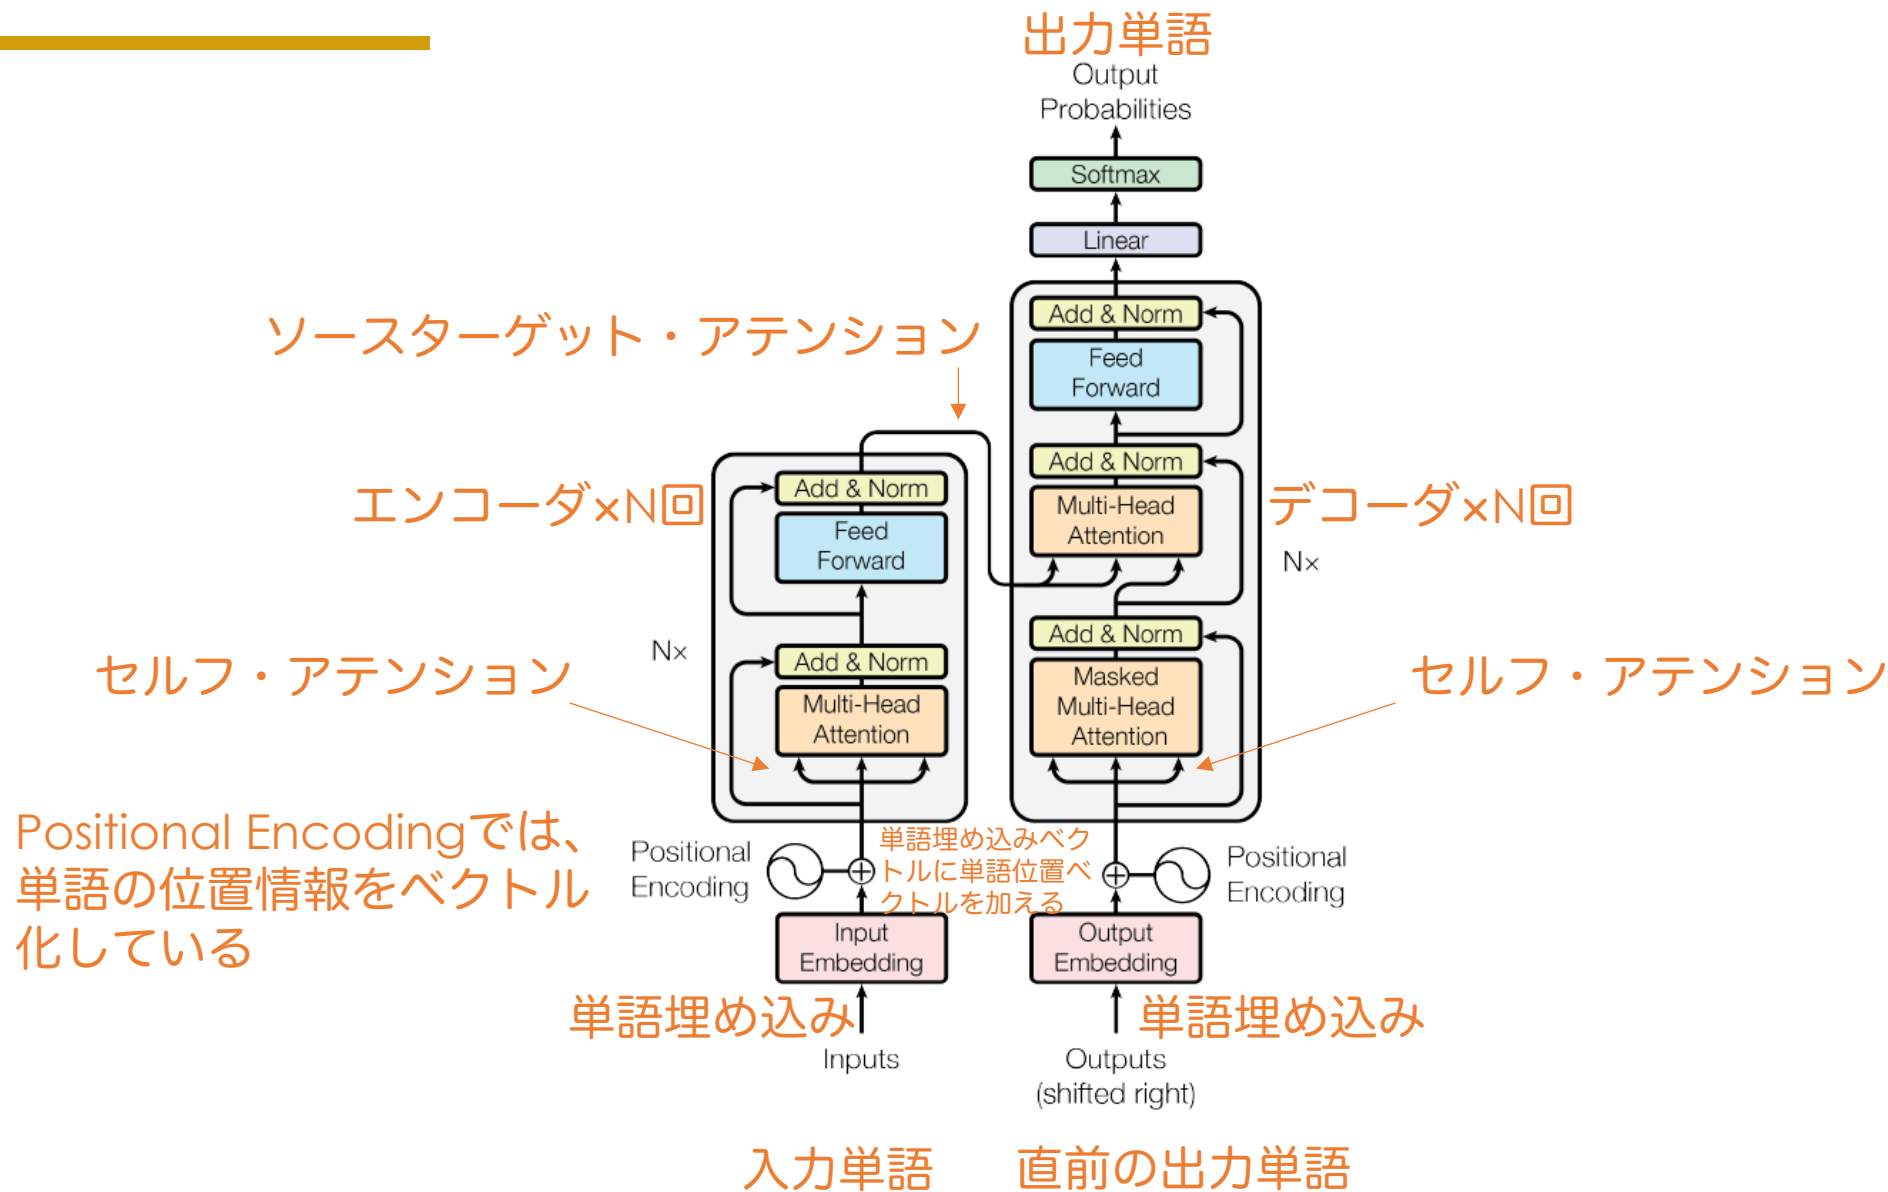 出力単語
Output
Probabilities
Softmax
Linear
Add & Norm
Feed
Forward
ソースターゲット・アテンション
Add & Norm
Multi-Head
Attention
デコーダ×N回
N×
エンコーダ×N回
Add & Norm
Feed
Forward
Add & Norm
Masked
Multi-Head
Attention
セルフ・アテンション
N×
Add & Norm
Multi-Head
Attention
セルフ・アテンション
Positional Encodingでは、
単語の位置情報をベクトル
化している
Positional
Encoding
単語埋め込みベク
トルに単語位置ベ
クトルを加える
Positional
Encoding
Input
Embedding
Output
Embedding
単語埋め込み
単語埋め込み
Inputs
Outputs
(shifted right)
入力単語
直前の出力単語